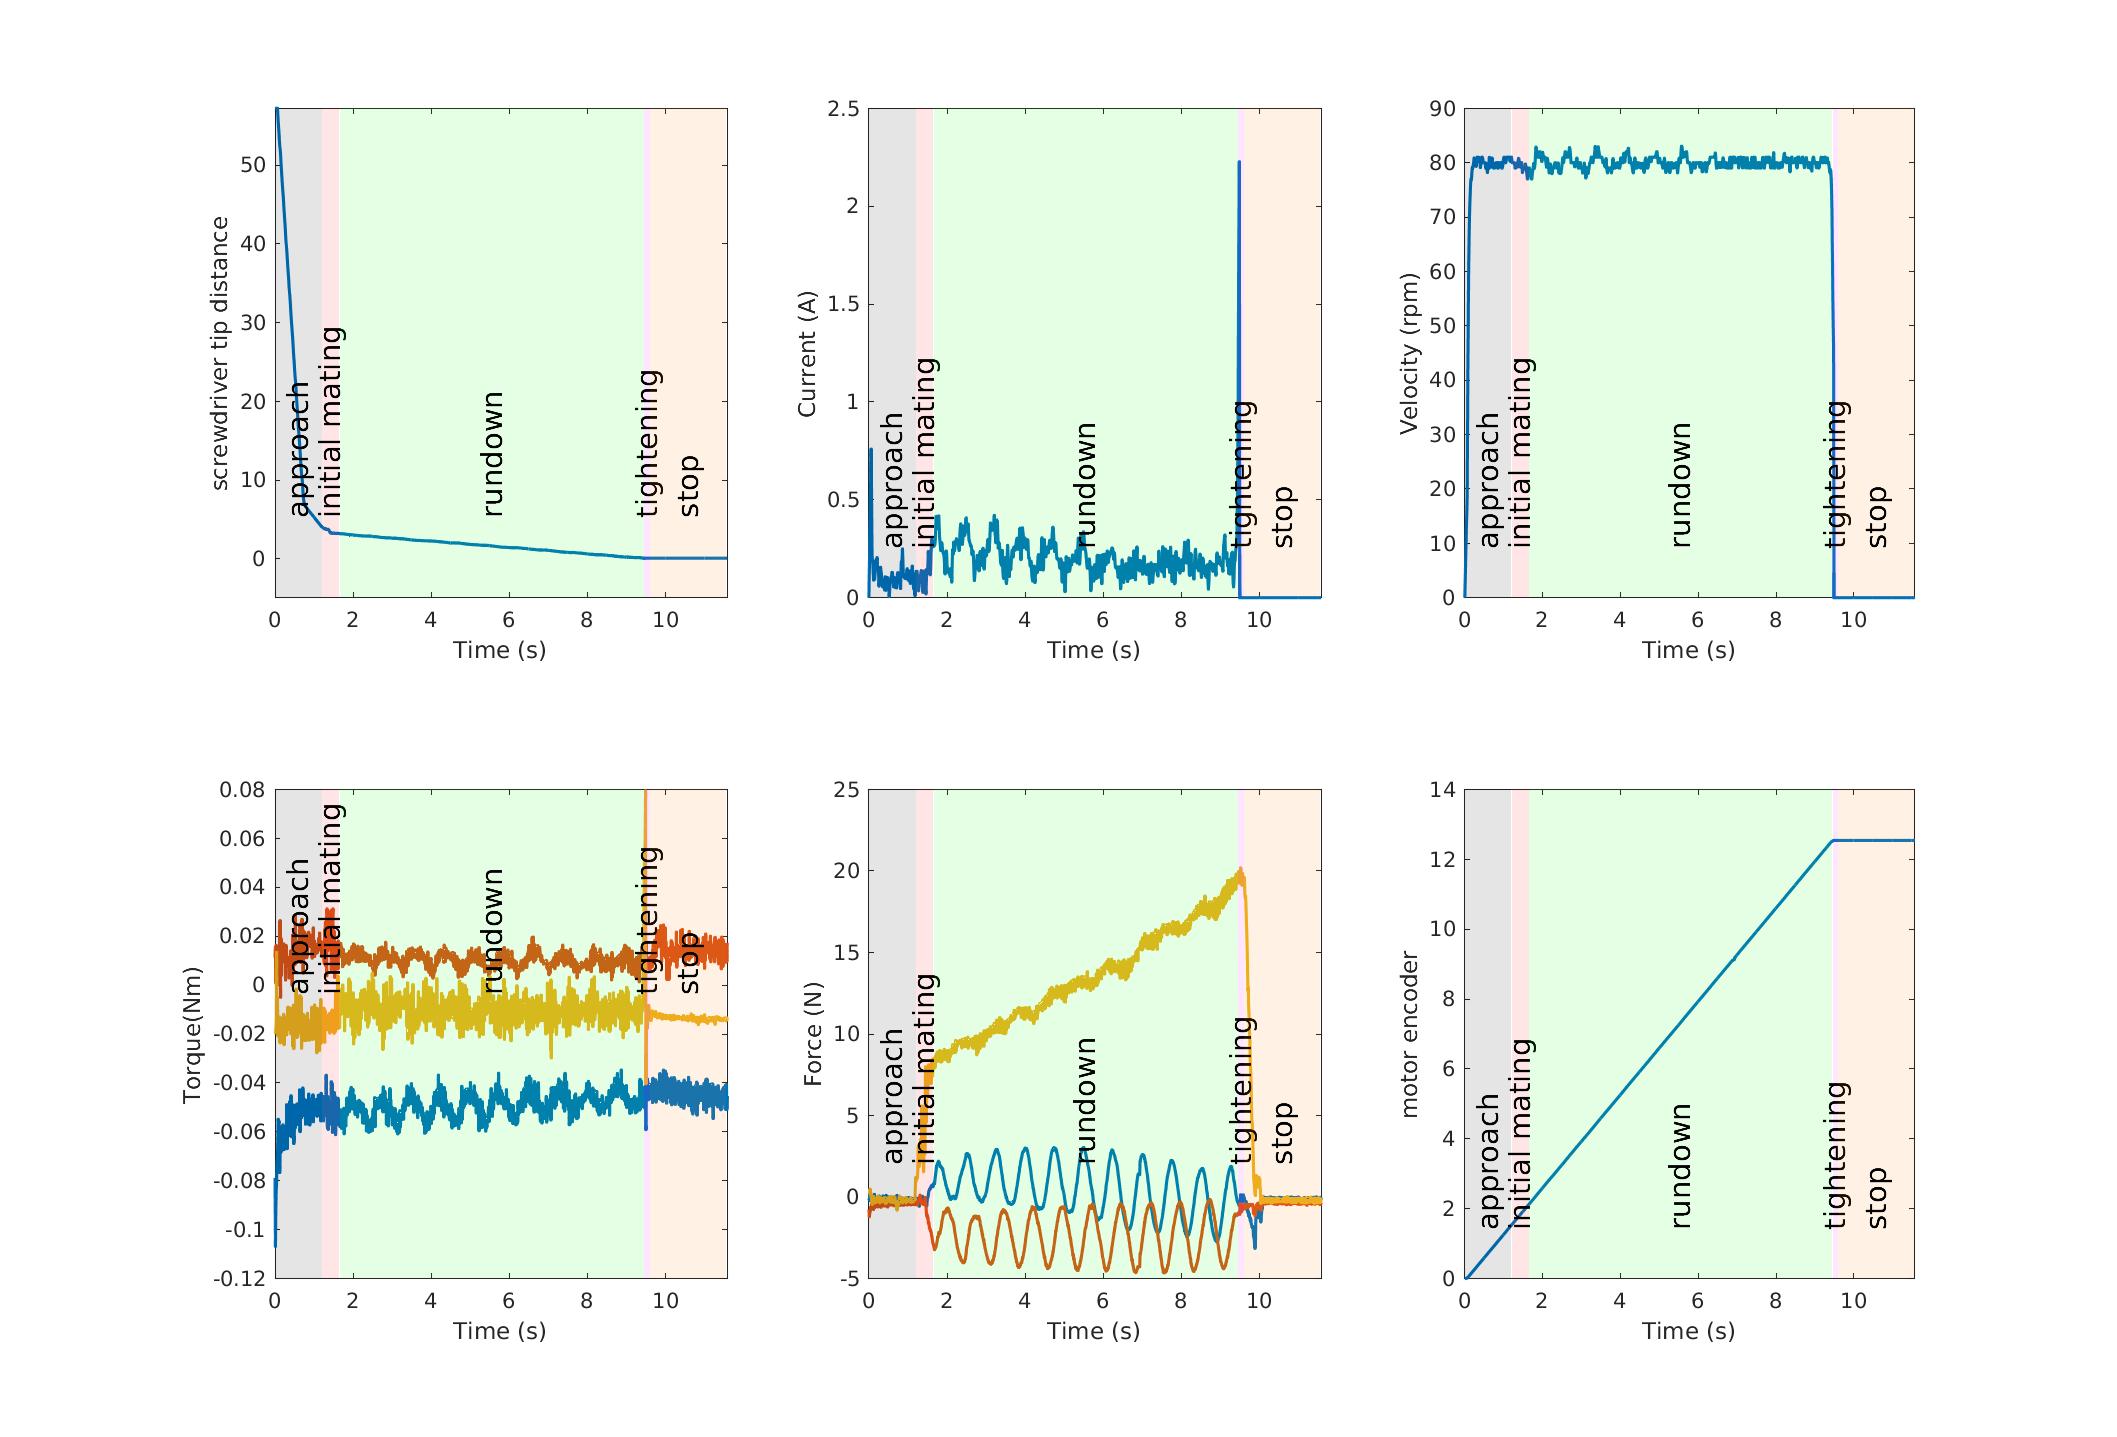 50
40
30
20
10
0
screwdriver tip distance
approach
initial mating
rundown
tightening
stop
0 2 4 6 8 10
Time (s)
2.5
2
1.5
1
0.5
0
Current (A)
approach
initial mating
rundown
tightening
stop
0 2 4 6 8 10
Time (s)
90
80
70
60
50
40
30
20
10
0
Velocity (rpm)
approach
initial mating
rundown
tightening
stop
0 2 4 6 8 10
Time (s)
0.08
0.06
0.04
0.02
0
-0.02
-0.04
-0.06
-0.08
-0.1
-0.12
Torque(Nm)
approach
initial mating
rundown
tightening
stop
0 2 4 6 8 10
Time (s)
25
20
15
10
5
0
-5
Force (N)
approach
initial mating
rundown
tightening
stop
0 2 4 6 8 10
Time (s)
14
12
10
8
6
4
2
0
motor encoder
approach
initial mating
rundown
tightening
stop
0 2 4 6 8 10
Time (s)